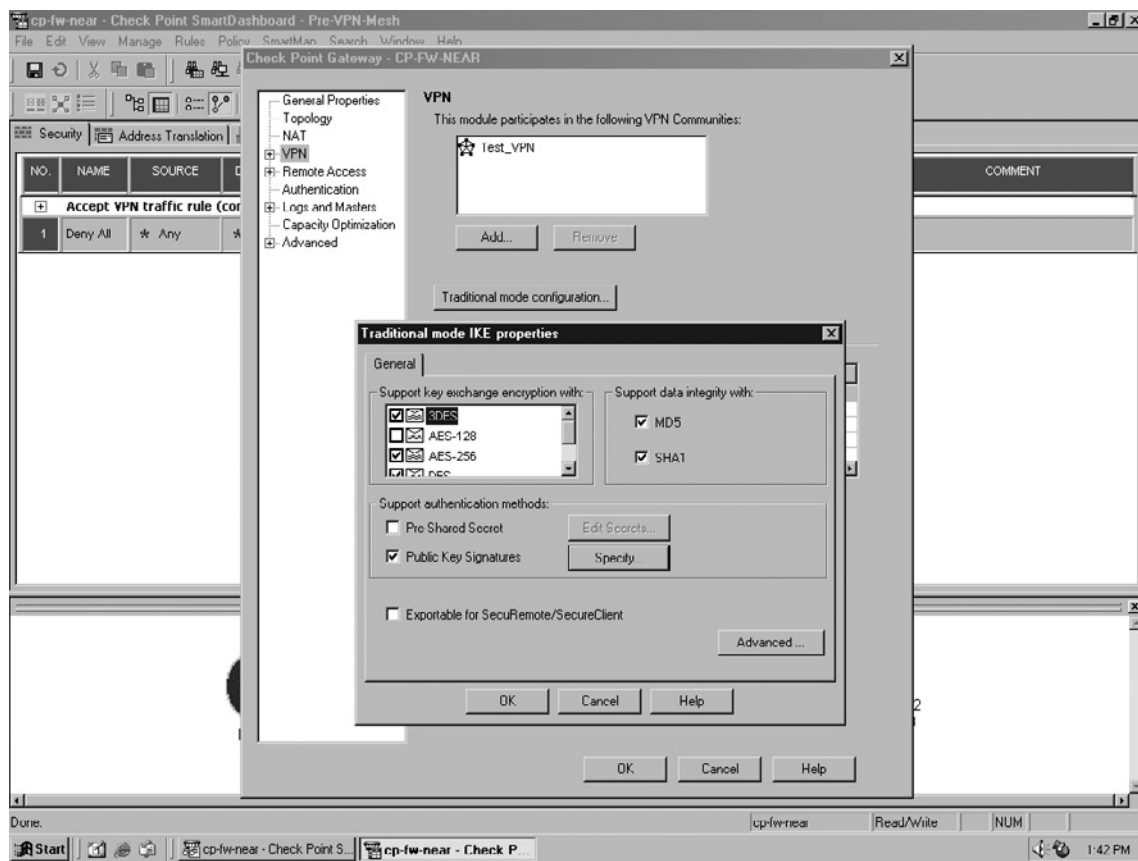 cp-fw-near - Check Point SmartDashboard - Pre-VPN-Mesh
File Edit View Manage Rules Policy SmartMap Search Window Help
Check Point Gateway - CP-FW-NEAR
Security
Address Translation
NO. NAME SOURCE COMMENT
Accept VPN traffic rule
1 Deny All * Any
General Properties
Topology
NAT
VPN
Remote Access
Authentication
Logs and Masters
Capacity Optimization
Advanced
VPN
This module participates in the following VPN Communities:
Test_VPN
Add... Remove
Traditional mode configuration...
Traditional mode IKE properties
General
Support key exchange encryption with:
3DES
AES-128
AES-256
DES
Support data integrity with:
MD5
SHA1
Support authentication methods:
Pre Shared Secret Edit Secrets...
Public Key Signatures Specify...
Exportable for SecuRemote/SecureClient
Advanced ...
OK Cancel Help
OK Cancel Help
Done. cp-fw-near Read/Write NUM
Start cp-fw-near - Check Point S... cp-fw-near - Check P... 1:42 PM